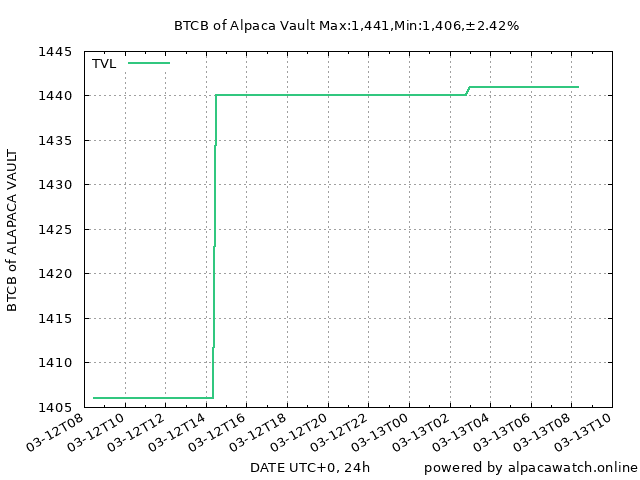 BTCB of Alpaca Vault Max:1,441,Min:1,406,±2.42%
TVL
BTCB of ALAPACA VAULT
1445
1440
1435
1430
1425
1420
1415
1410
1405
03-12T08
03-12T10
03-12T12
03-12T14
03-12T16
03-12T18
03-12T20
03-12T22
03-13T00
03-13T02
03-13T04
03-13T06
03-13T08
03-13T10
DATE UTC+0, 24h
powered by alpacawatch.online